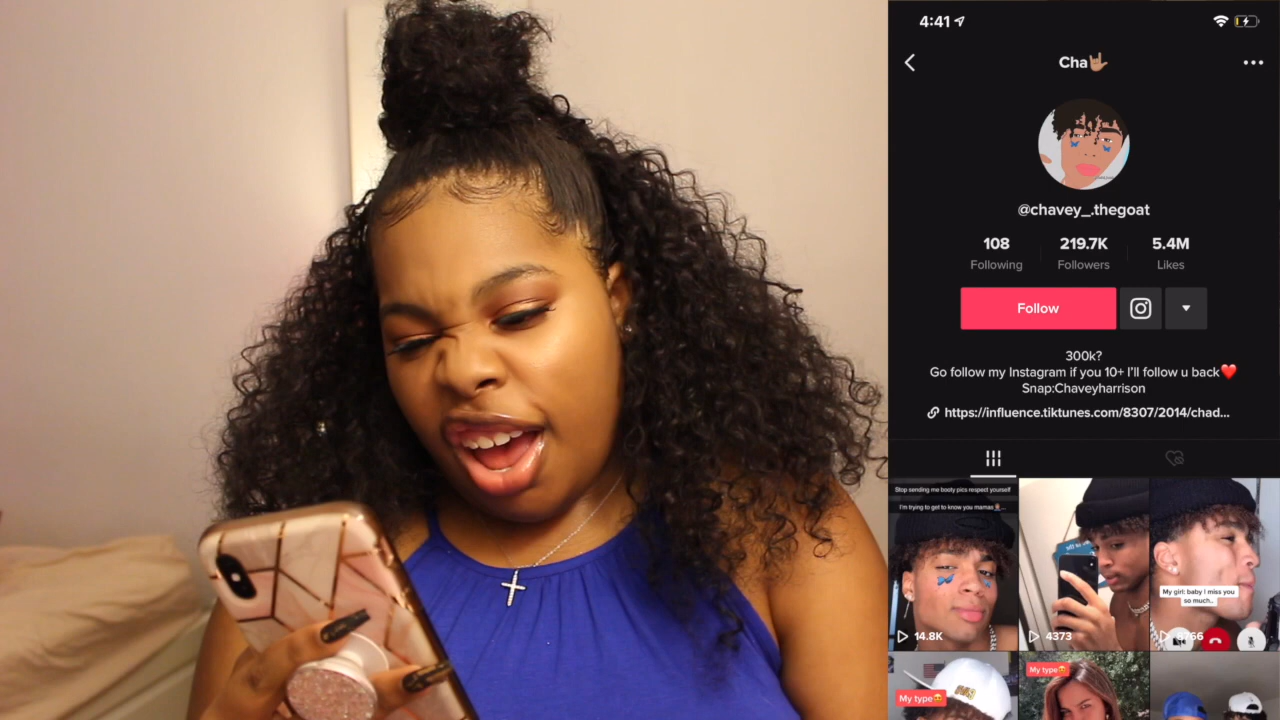 4:41
Cha🤟🏽
@chavey_.thegoat
108
219.7K
5.4M
Following
Followers
Likes
Follow
300k?
Go follow my Instagram if you 10+ I'll follow u back❤️
Snap:Chaveyharrison
https://influence.tiktunes.com/8307/2014/chad...
Stop sending me booty pics respect yourself
I'm trying to get to know you mamas
My girl: baby I miss you
so much..
14.8K
4373
8766
My type😍
My type😍